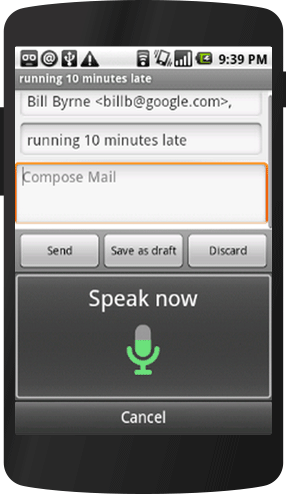 9:39 PM
running 10 minutes late
Bill Byrne <billb@google.com>,
running 10 minutes late
Compose Mail
Send Save as draft Discard
Speak now
Cancel